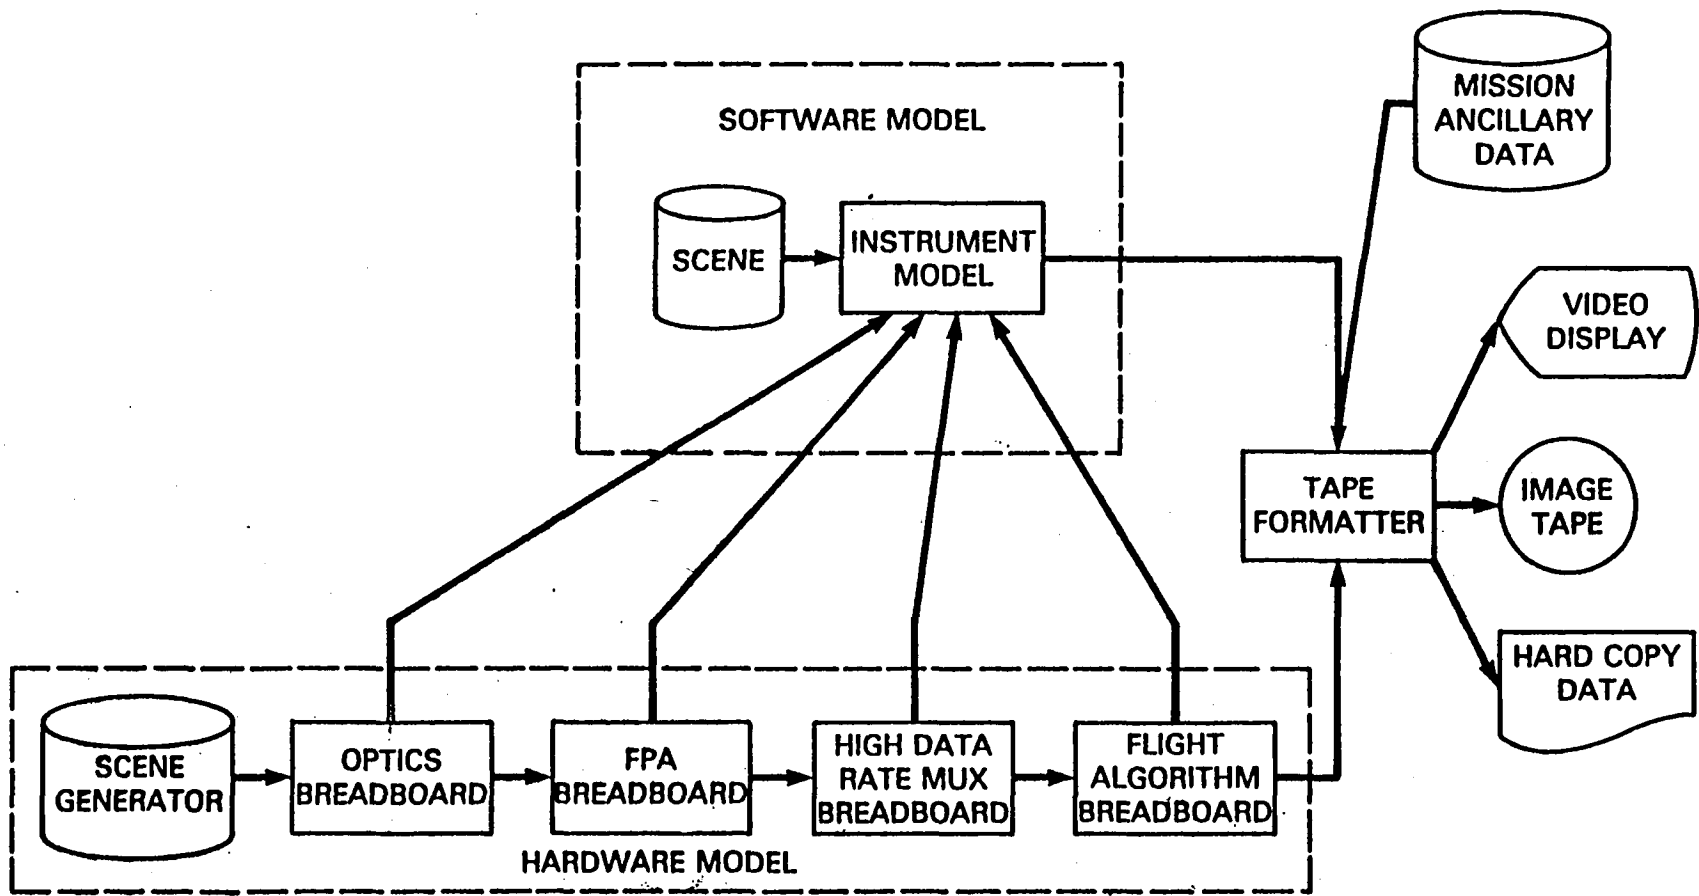 MISSION
ANCILLARY
DATA
SOFTWARE MODEL
SCENE
INSTRUMENT
MODEL
VIDEO
DISPLAY
TAPE
FORMATTER
IMAGE
TAPE
HARD COPY
DATA
SCENE
GENERATOR
OPTICS
BREADBOARD
FPA
BREADBOARD
HIGH DATA
RATE MUX
BREADBOARD
FLIGHT
ALGORITHM
BREADBOARD
HARDWARE MODEL